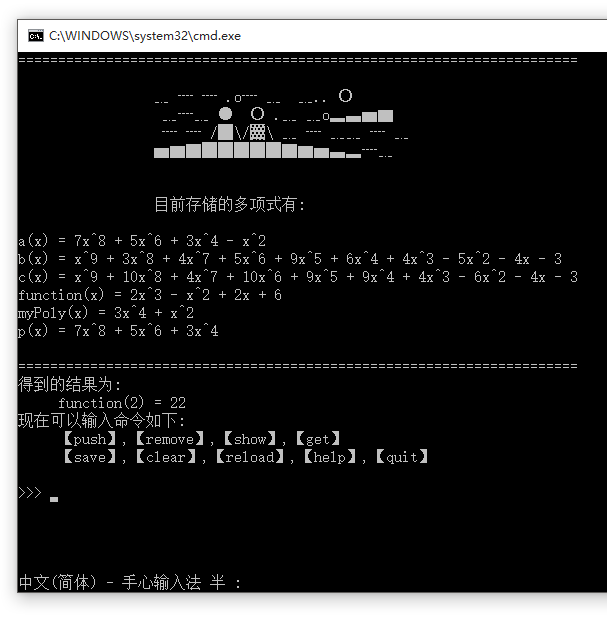 C:\WINDOWS\system32\cmd.exe
======================================================================
目前存储的多项式有:
a(x) = 7x^8 + 5x^6 + 3x^4 - x^2
b(x) = x^9 + 3x^8 + 4x^7 + 5x^6 + 9x^5 + 6x^4 + 4x^3 - 5x^2 - 4x - 3
c(x) = x^9 + 10x^8 + 4x^7 + 10x^6 + 9x^5 + 9x^4 + 4x^3 - 6x^2 - 4x - 3
function(x) = 2x^3 - x^2 + 2x + 6
myPoly(x) = 3x^4 + x^2
p(x) = 7x^8 + 5x^6 + 3x^4
======================================================================
得到的结果为:
function(2) = 22
现在可以输入命令如下:
【push】,【remove】,【show】,【get】
【save】,【clear】,【reload】,【help】,【quit】
>>>
中文(简体) - 手心输入法 半 :